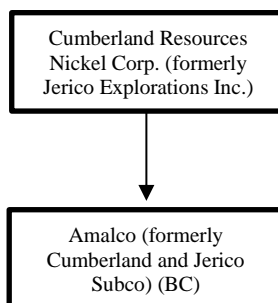 Cumberland Resources
Nickel Corp. (formerly
Jerico Explorations Inc.)
Amalco (formerly
Cumberland and Jerico
Subco) (BC)